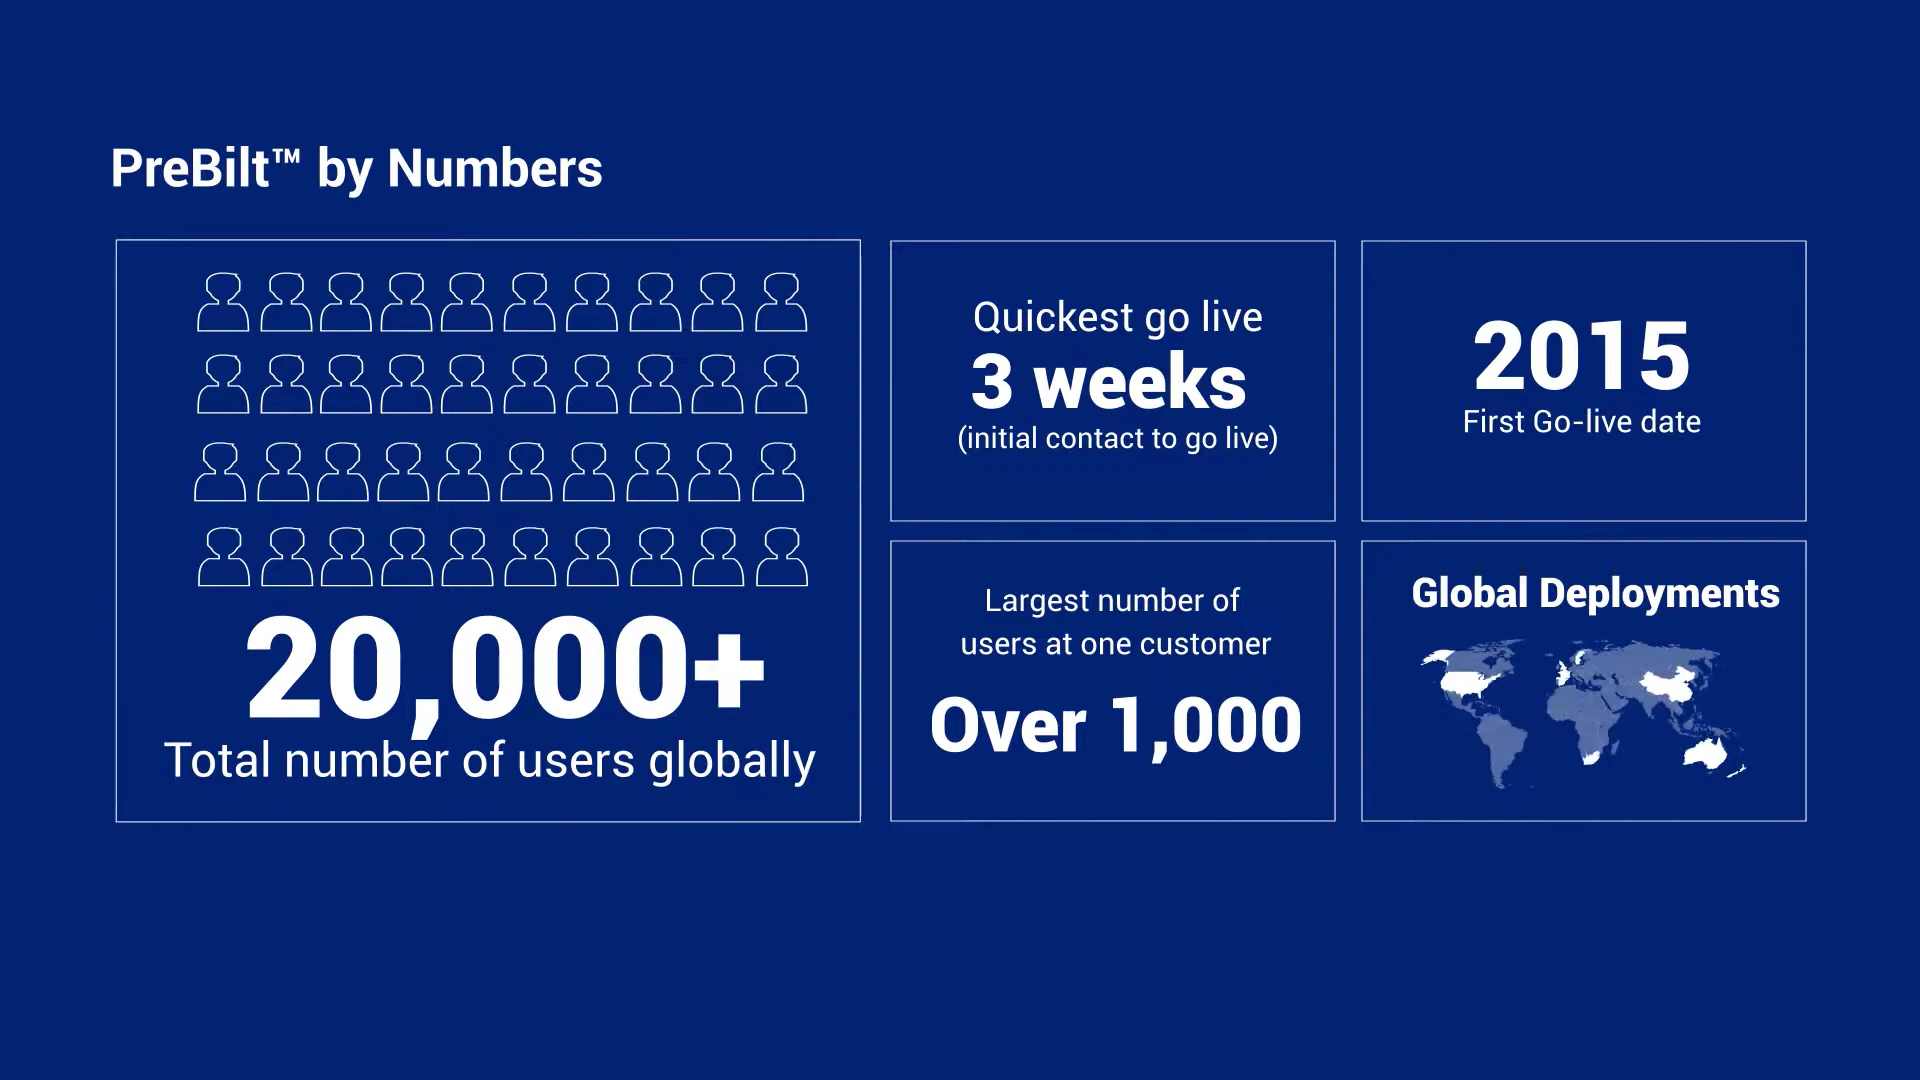 PreBilt™ by Numbers
20,000+
Total number of users globally
Quickest go live
3 weeks
(initial contact to go live)
2015
First Go-live date
Largest number of
users at one customer
Over 1,000
Global Deployments